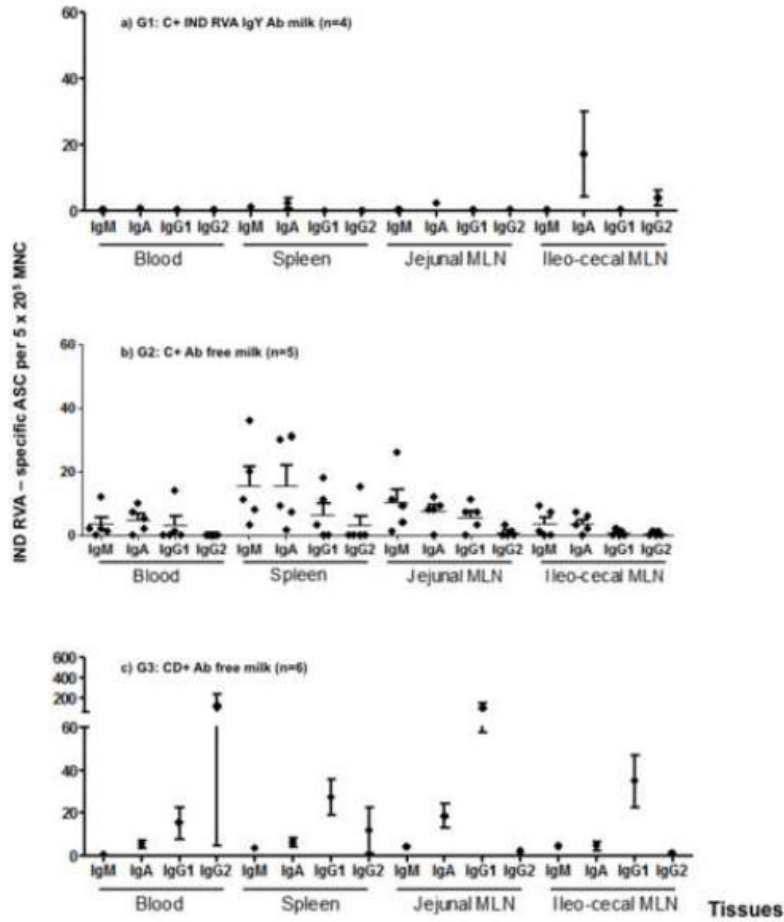 IND RVA – specific ASC per 5 x 20⁵ MNC
60
a) G1: C+ IND RVA IgY Ab milk (n=4)
40
20
0
IgM IgA IgG1 IgG2 IgM IgA IgG1 IgG2 IgM IgA IgG1 IgG2 IgM IgA IgG1 IgG2
Blood Spleen Jejunal MLN Ileo-cecal MLN
60
b) G2: C+ Ab free milk (n=5)
40
20
0
IgM IgA IgG1 IgG2 IgM IgA IgG1 IgG2 IgM IgA IgG1 IgG2 IgM IgA IgG1 IgG2
Blood Spleen Jejunal MLN Ileo-cecal MLN
600
c) G3: CD+ Ab free milk (n=6)
400
200
60
40
20
0
IgM IgA IgG1 IgG2 IgM IgA IgG1 IgG2 IgM IgA IgG1 IgG2 IgM IgA IgG1 IgG2
Blood Spleen Jejunal MLN Ileo-cecal MLN
Tissues